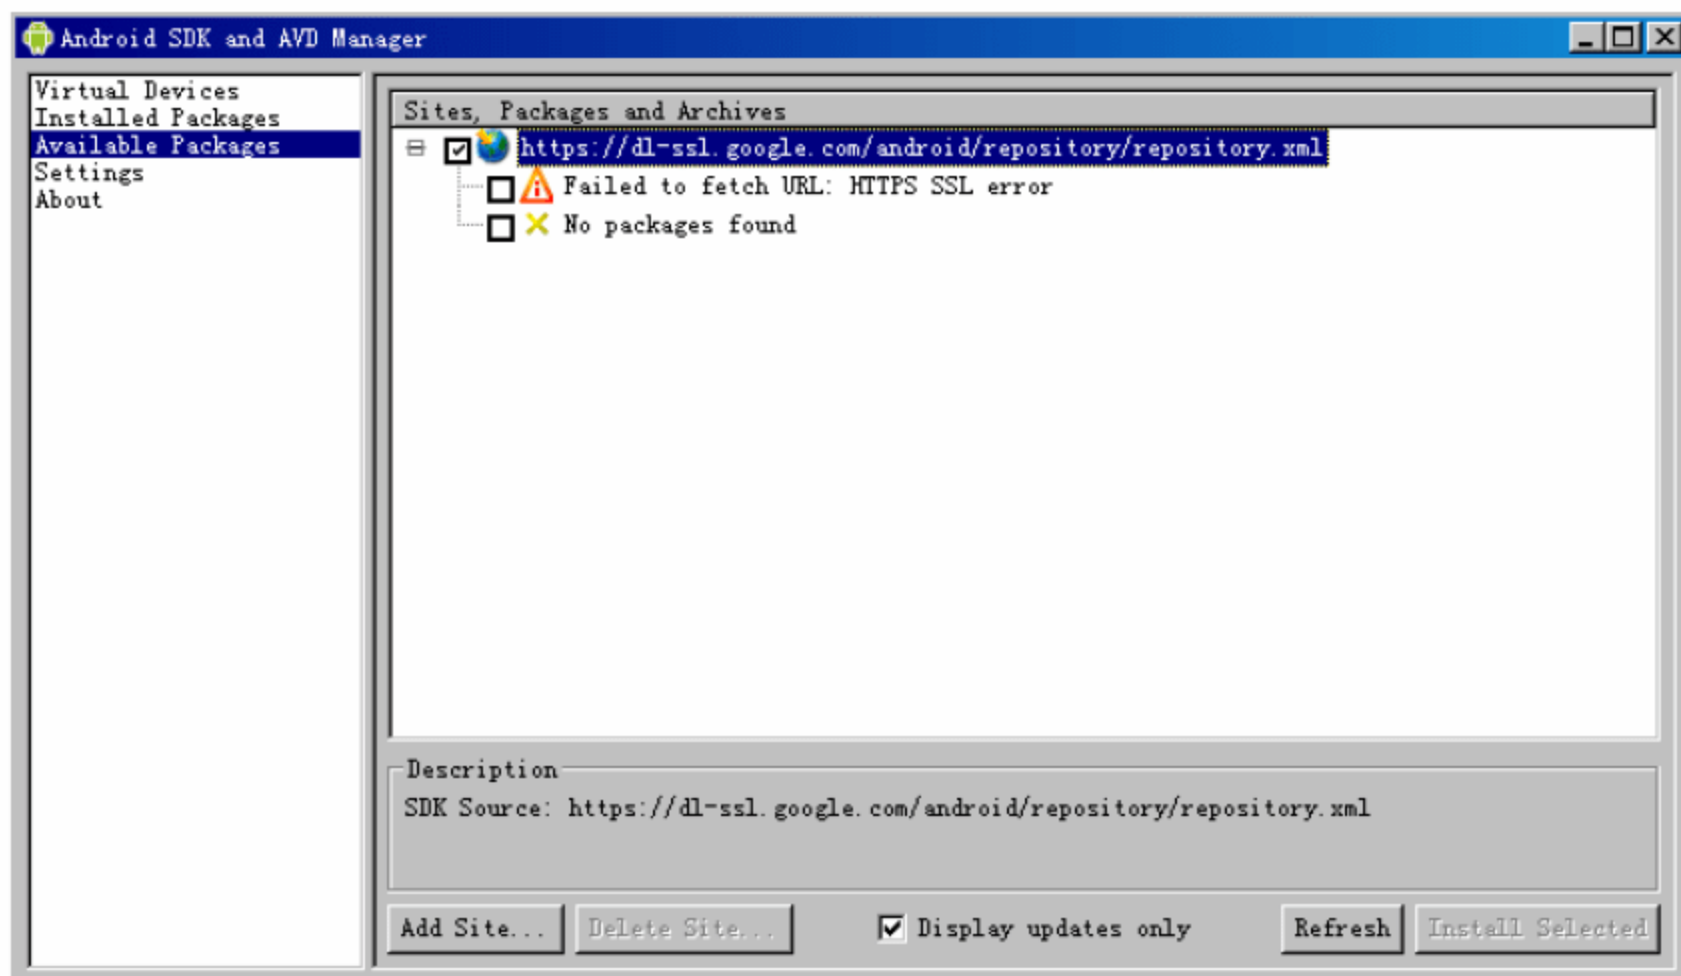 Android SDK and AVD Manager
Virtual Devices
Installed Packages
Available Packages
Settings
About
Sites, Packages and Archives
https://dl-ssl.google.com/android/repository/repository.xml
Failed to fetch URL: HTTPS SSL error
No packages found
Description
SDK Source: https://dl-ssl.google.com/android/repository/repository.xml
Add Site...
Delete Site...
Display updates only
Refresh
Install Selected